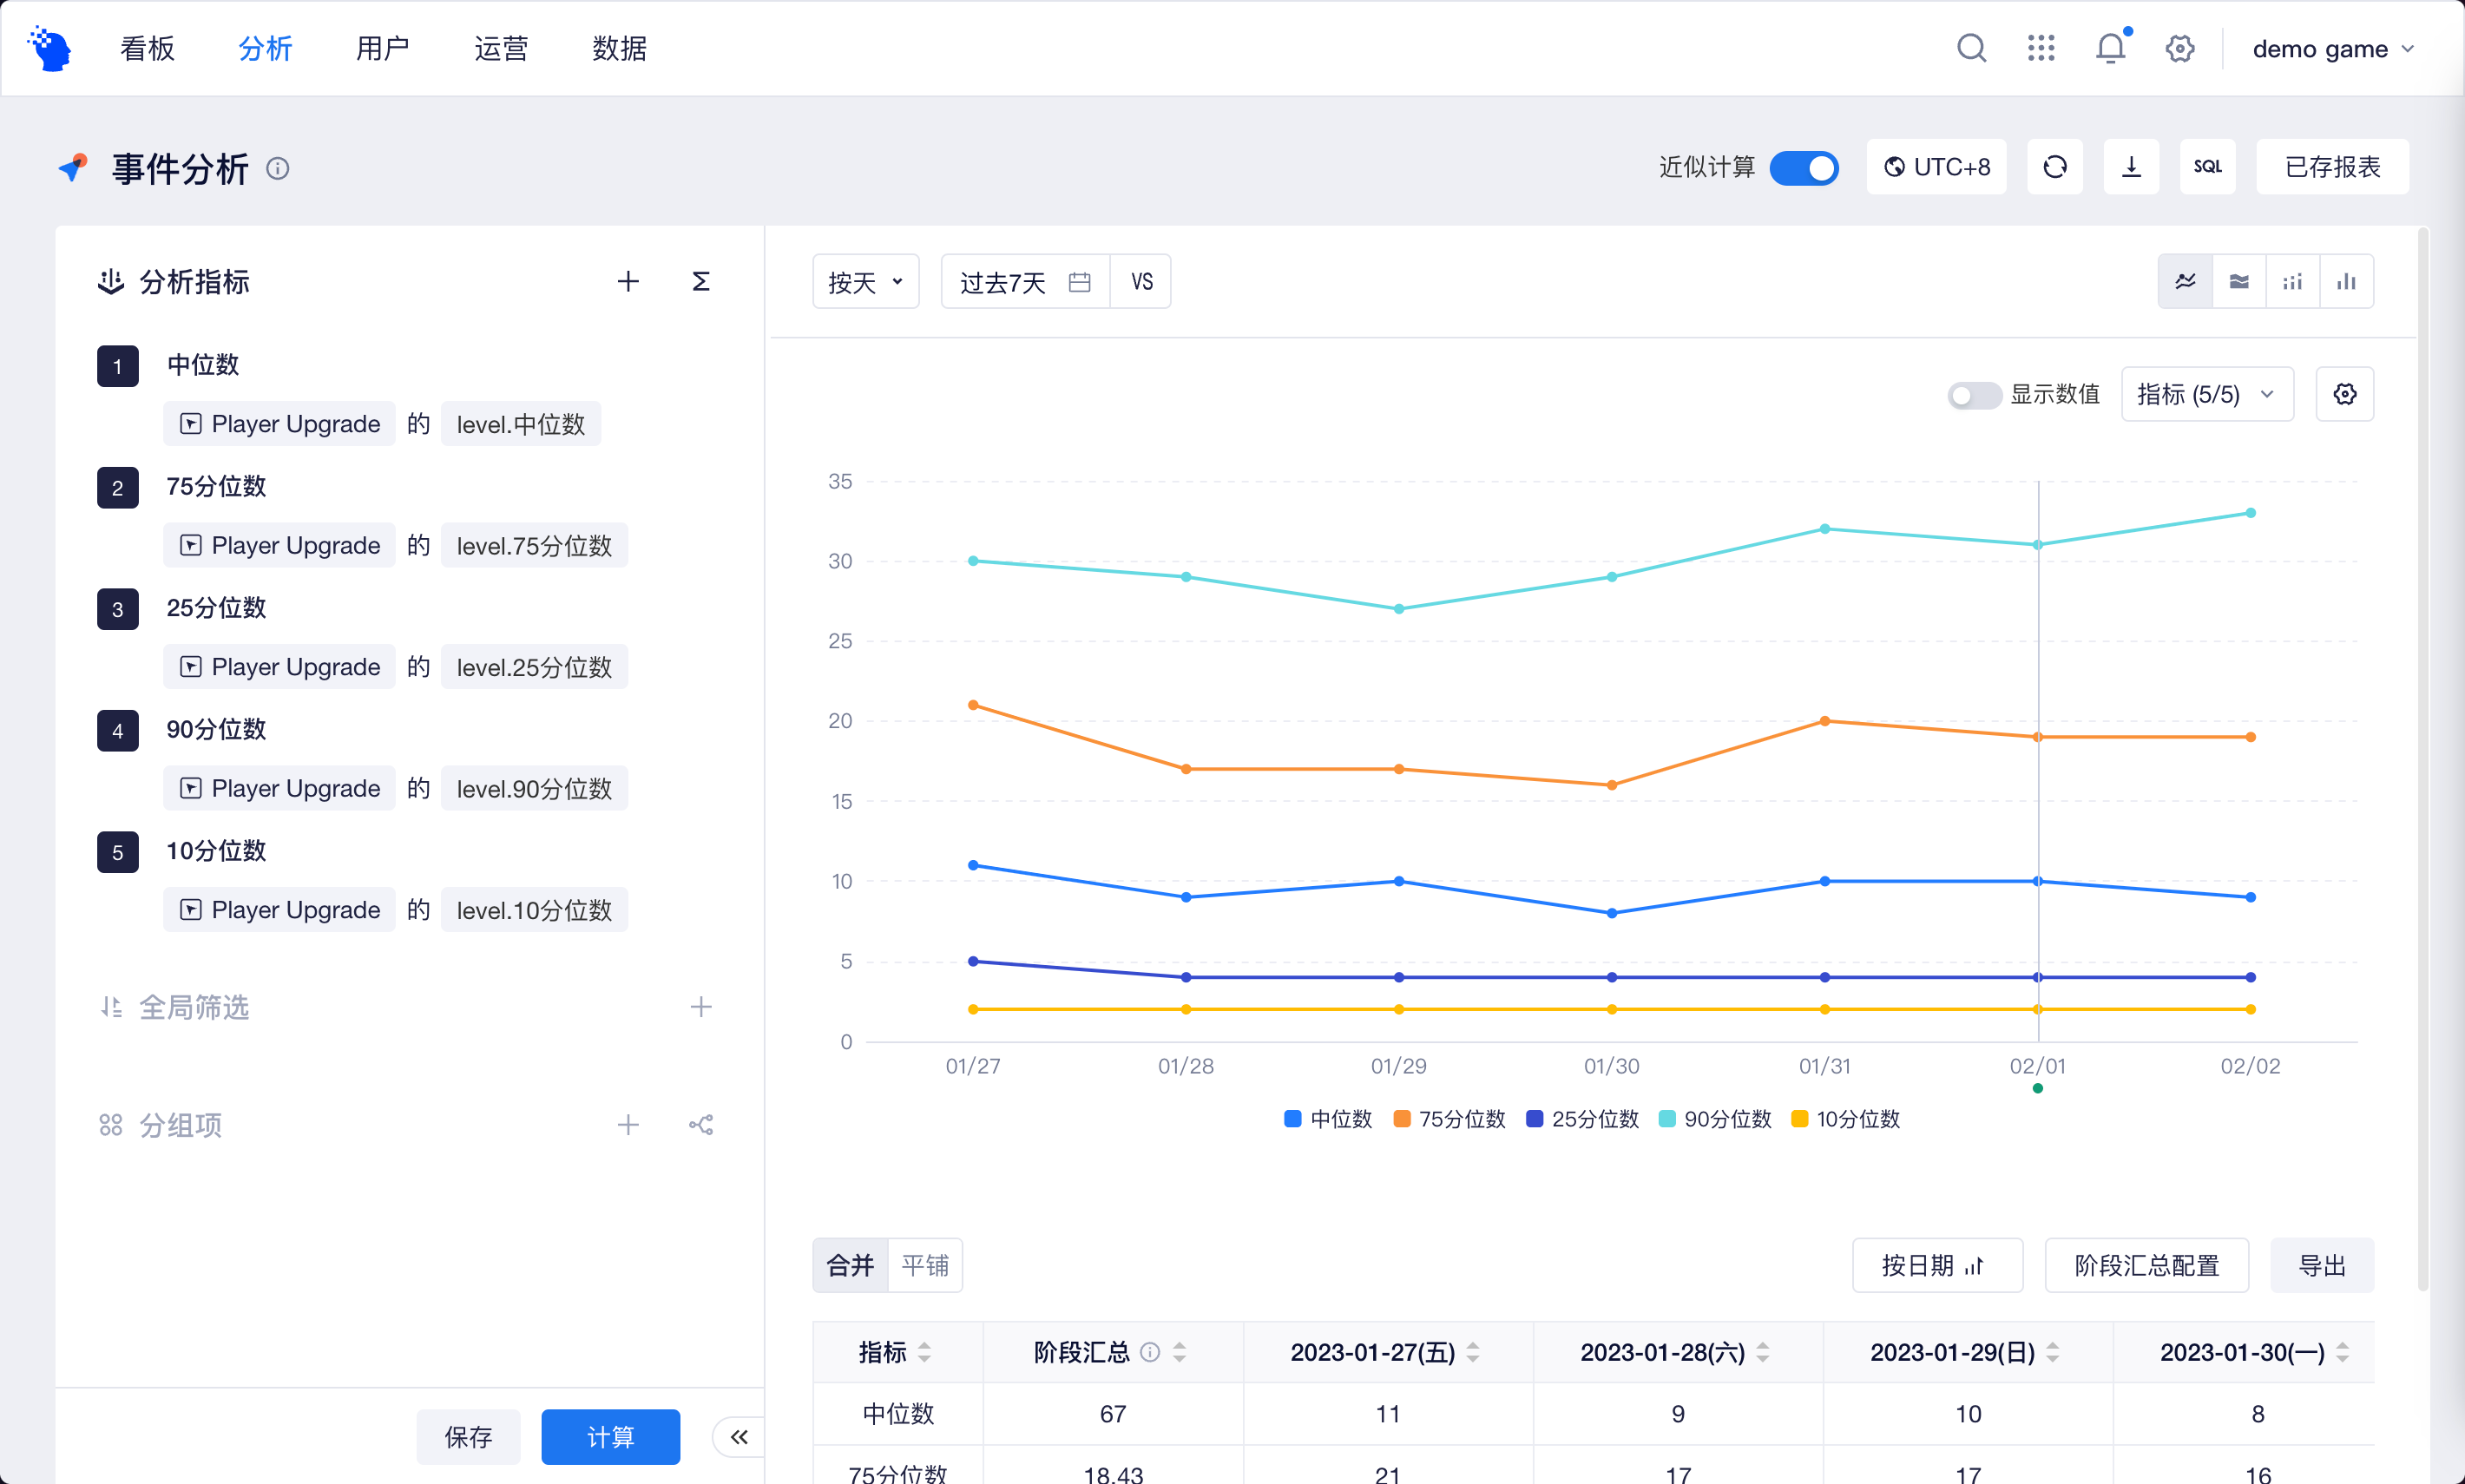 看板 分析 用户 运营 数据 demo game
事件分析 近似计算 UTC+8 SQL 已存报表
分析指标
1 中位数
Player Upgrade 的 level.中位数
2 75分位数
Player Upgrade 的 level.75分位数
3 25分位数
Player Upgrade 的 level.25分位数
4 90分位数
Player Upgrade 的 level.90分位数
5 10分位数
Player Upgrade 的 level.10分位数
全局筛选
分组项
保存 计算
按天 过去7天 VS
显示数值 指标 (5/5)
35
30
25
20
15
10
5
0
01/27 01/28 01/29 01/30 01/31 02/01 02/02
中位数 75分位数 25分位数 90分位数 10分位数
合并 平铺 按日期 阶段汇总配置 导出
指标 阶段汇总 2023-01-27(五) 2023-01-28(六) 2023-01-29(日) 2023-01-30(一)
中位数 67 11 9 10 8
75分位数 18.43 21 17 17 16